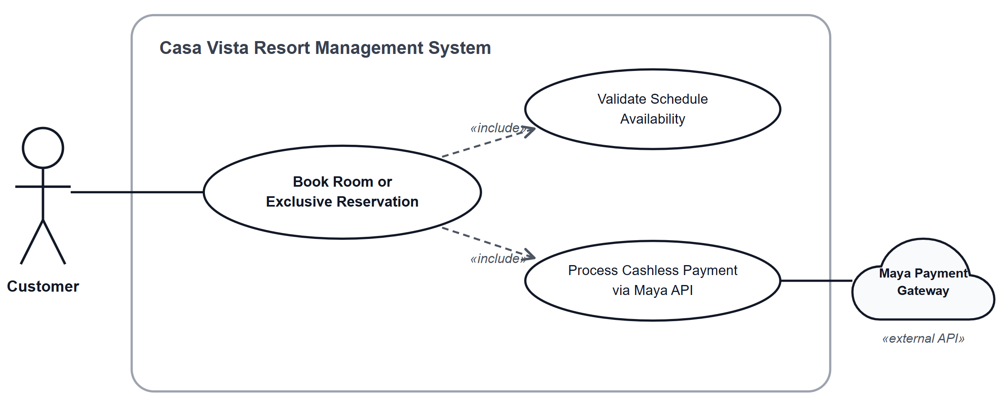 Casa Vista Resort Management System
Validate Schedule
Availability
«include»
Book Room or
Exclusive Reservation
«include»
Process Cashless Payment
via Maya API
Customer
Maya Payment
Gateway
«external API»